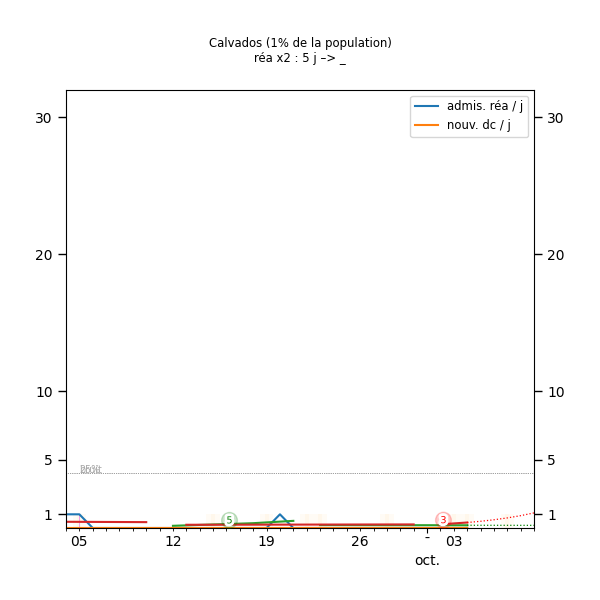 Calvados (1% de la population)
réa x2 : 5 j –> _
admis. réa / j
nouv. dc / j
30 30
20 20
10 10
5 5
1 1
5 3
05 12 19 26 - 03
oct.